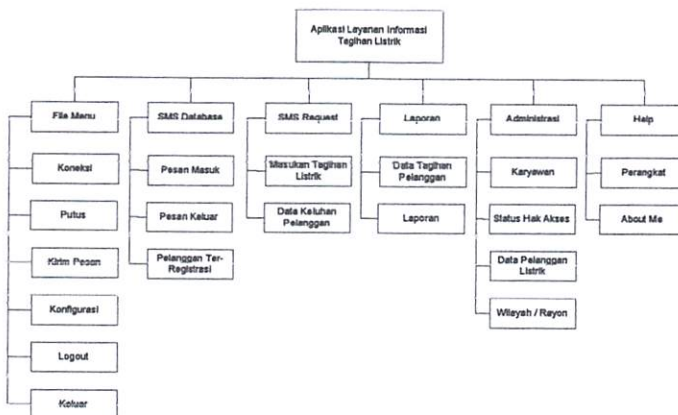 Aplikasi Layanan Informasi
Tagihan Listrik
File Menu
Koneksi
Putus
Kirim Pesan
Konfigurasi
Logout
Keluar
SMS Database
Pesan Masuk
Pesan Keluar
Pelanggan Ter-
Registrasi
SMS Request
Masukan Tagihan
Listrik
Data Keluhan
Pelanggan
Laporan
Data Tagihan
Pelanggan
Laporan
Administrasi
Karyawan
Status Hak Akses
Data Pelanggan
Listrik
Wilayah / Rayon
Help
Perangkat
About Me